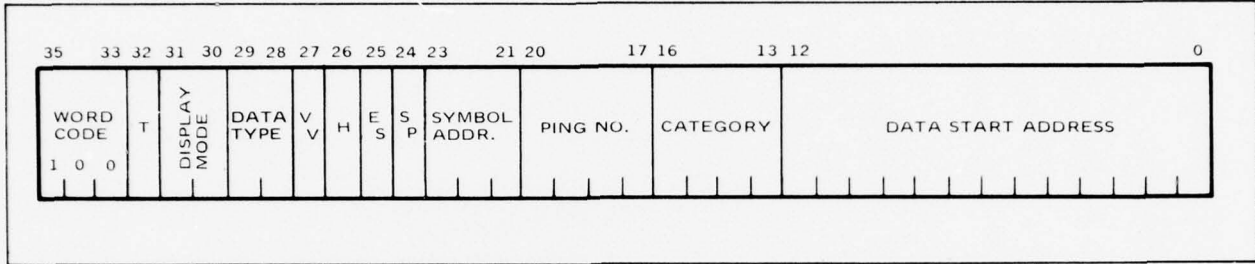 35 33 32 31 30 29 28 27 26 25 24 23 21 20 17 16 13 12 0
WORD CODE
1 0 0
T
DISPLAY MODE
DATA TYPE
V V
H
E S
S P
SYMBOL ADDR.
PING NO.
CATEGORY
DATA START ADDRESS